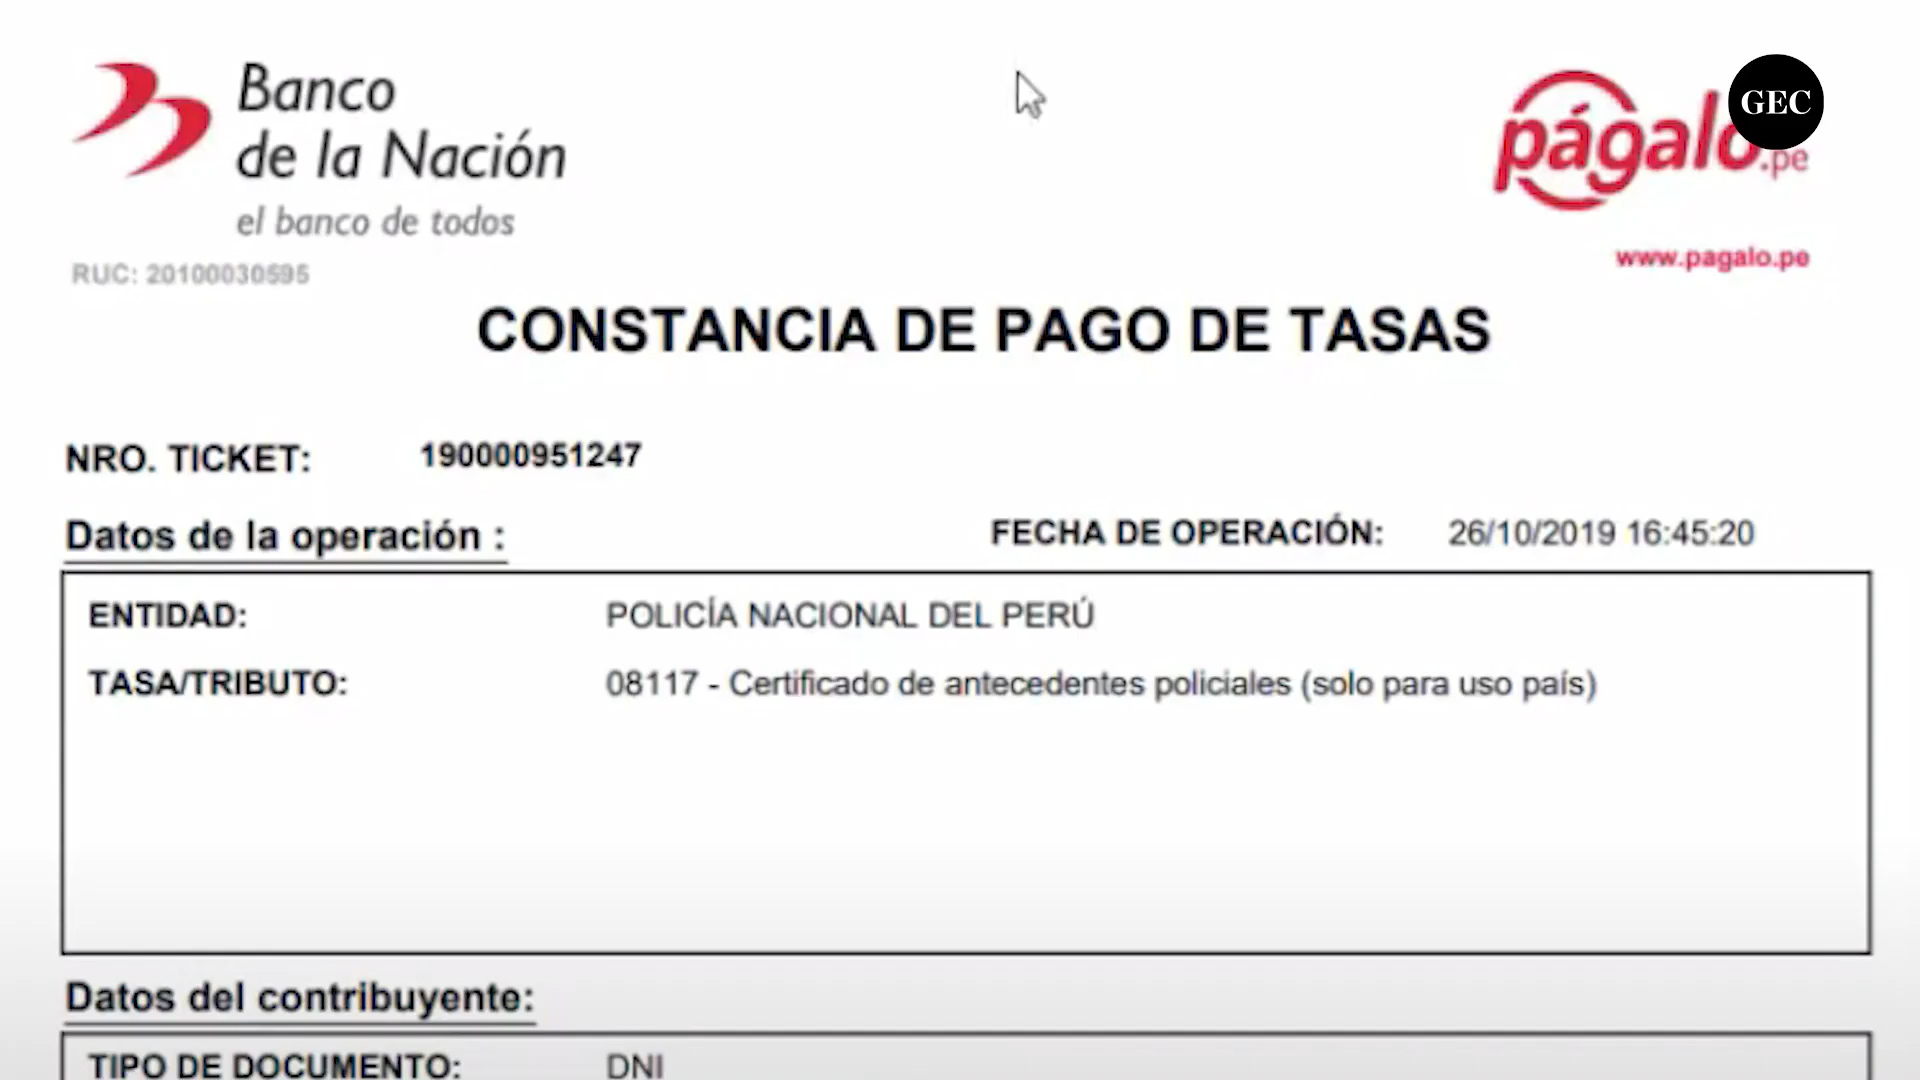 Banco
de la Nación
el banco de todos
RUC: 20100030595
págalo.pe
GEC
www.pagalo.pe
CONSTANCIA DE PAGO DE TASAS
NRO. TICKET: 190000951247
Datos de la operación :
FECHA DE OPERACIÓN: 26/10/2019 16:45:20
ENTIDAD: POLICÍA NACIONAL DEL PERÚ
TASA/TRIBUTO: 08117 - Certificado de antecedentes policiales (solo para uso país)
Datos del contribuyente:
TIPO DE DOCUMENTO: DNI